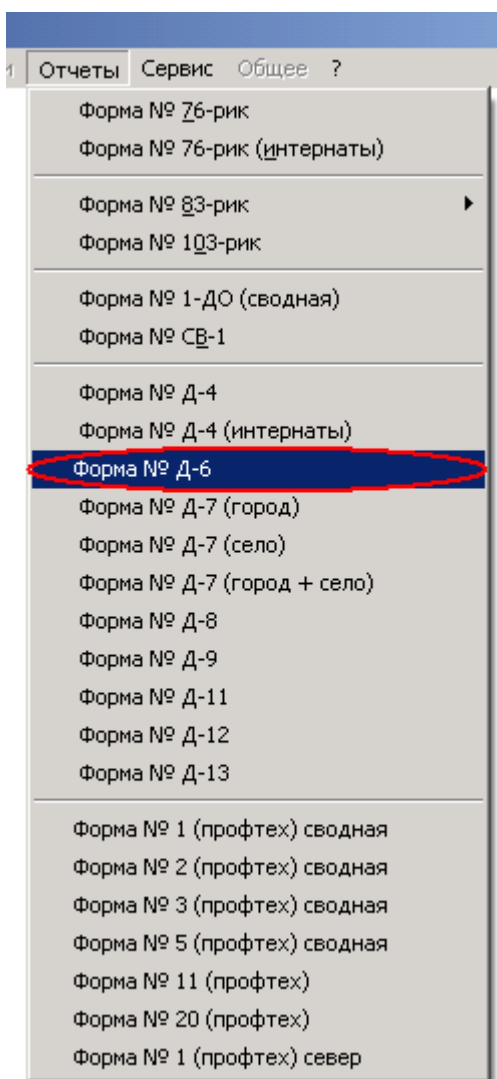 и Отчеты Сервис Общее ?
Форма № 76-рик
Форма № 76-рик (интернаты)
Форма № 83-рик
Форма № 103-рик
Форма № 1-ДО (сводная)
Форма № СВ-1
Форма № Д-4
Форма № Д-4 (интернаты)
Форма № Д-6
Форма № Д-7 (город)
Форма № Д-7 (село)
Форма № Д-7 (город + село)
Форма № Д-8
Форма № Д-9
Форма № Д-11
Форма № Д-12
Форма № Д-13
Форма № 1 (профтех) сводная
Форма № 2 (профтех) сводная
Форма № 3 (профтех) сводная
Форма № 5 (профтех) сводная
Форма № 11 (профтех)
Форма № 20 (профтех)
Форма № 1 (профтех) север